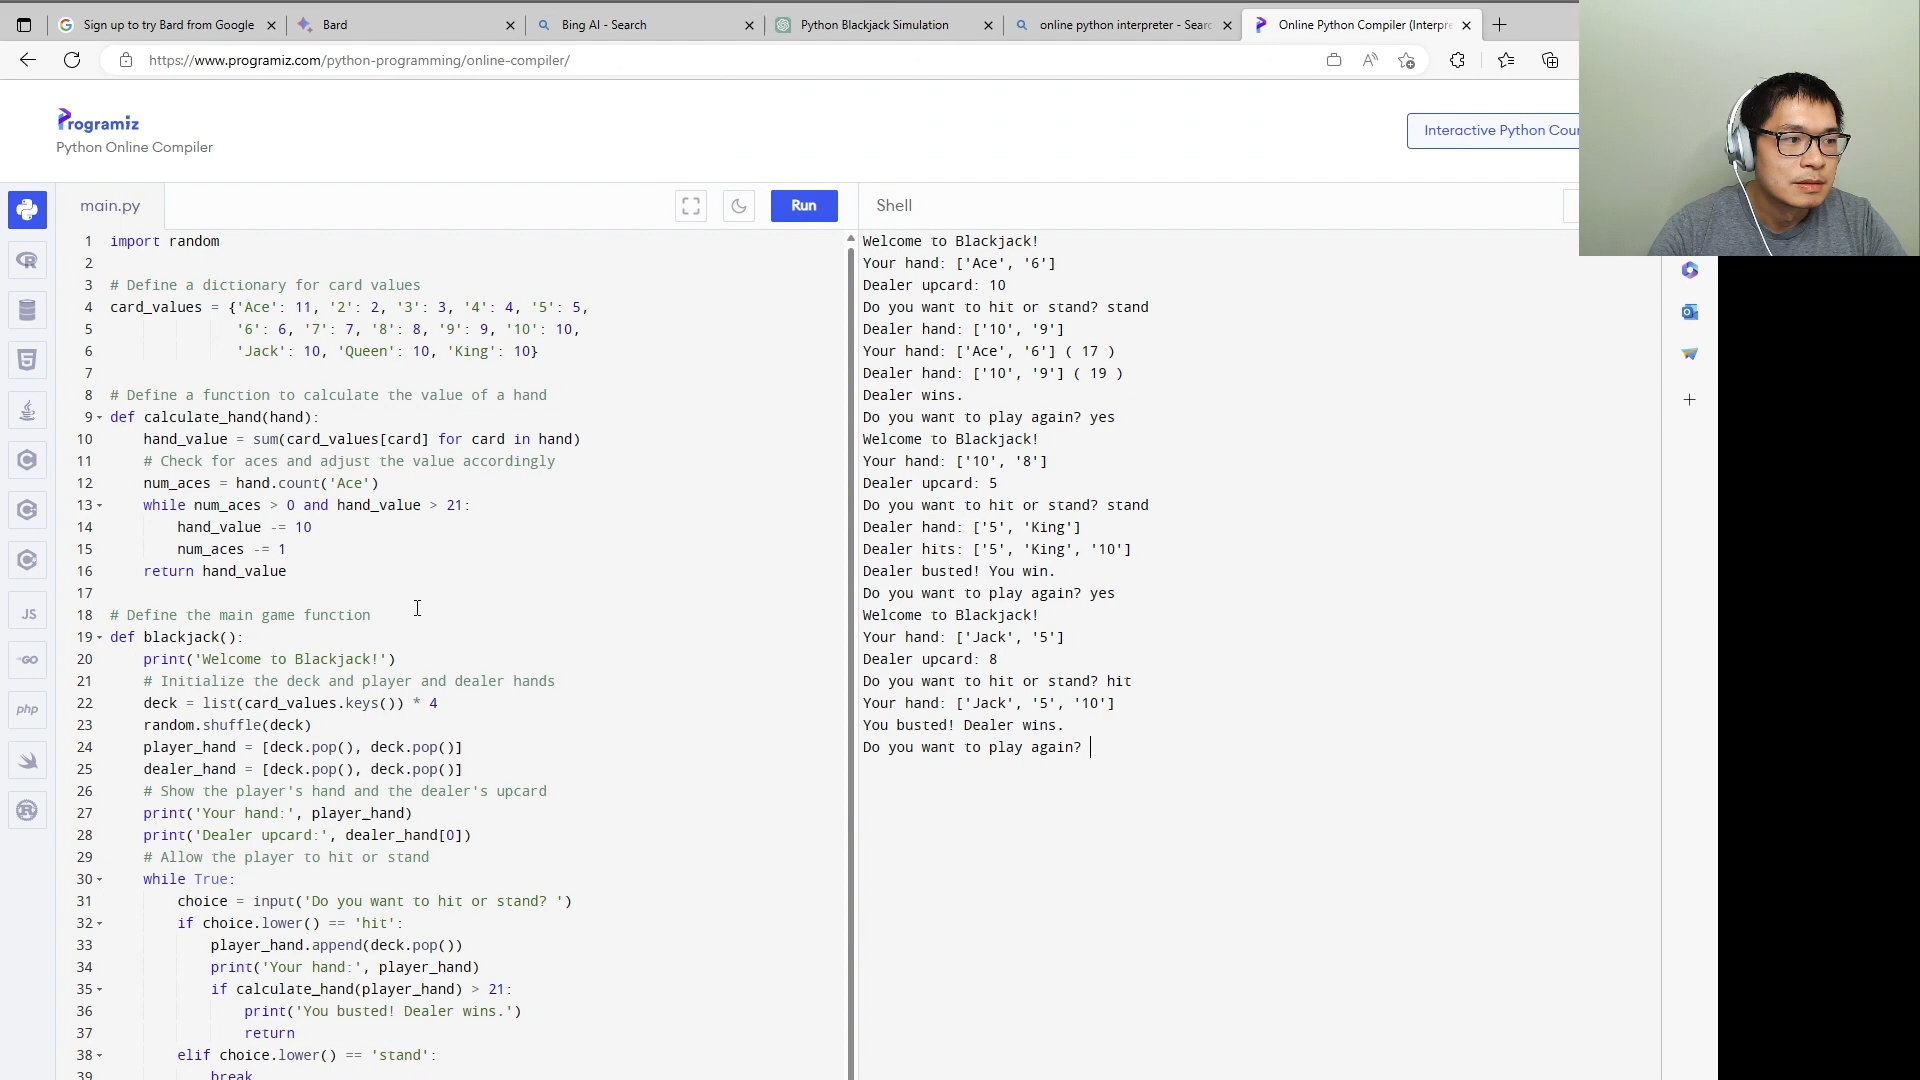 Sign up to try Bard from Google
Bard
Bing AI - Search
Python Blackjack Simulation
online python interpreter - Searc
Online Python Compiler (Interpre
https://www.programiz.com/python-programming/online-compiler/
Programiz
Python Online Compiler
Interactive Python Cour
main.py
Run
Shell
1 import random
2
3 # Define a dictionary for card values
4 card_values = {'Ace': 11, '2': 2, '3': 3, '4': 4, '5': 5,
5 '6': 6, '7': 7, '8': 8, '9': 9, '10': 10,
6 'Jack': 10, 'Queen': 10, 'King': 10}
7
8 # Define a function to calculate the value of a hand
9 def calculate_hand(hand):
10 hand_value = sum(card_values[card] for card in hand)
11 # Check for aces and adjust the value accordingly
12 num_aces = hand.count('Ace')
13 while num_aces > 0 and hand_value > 21:
14 hand_value -= 10
15 num_aces -= 1
16 return hand_value
17
18 # Define the main game function
19 def blackjack():
20 print('Welcome to Blackjack!')
21 # Initialize the deck and player and dealer hands
22 deck = list(card_values.keys()) * 4
23 random.shuffle(deck)
24 player_hand = [deck.pop(), deck.pop()]
25 dealer_hand = [deck.pop(), deck.pop()]
26 # Show the player's hand and the dealer's upcard
27 print('Your hand:', player_hand)
28 print('Dealer upcard:', dealer_hand[0])
29 # Allow the player to hit or stand
30 while True:
31 choice = input('Do you want to hit or stand? ')
32 if choice.lower() == 'hit':
33 player_hand.append(deck.pop())
34 print('Your hand:', player_hand)
35 if calculate_hand(player_hand) > 21:
36 print('You busted! Dealer wins.')
37 return
38 elif choice.lower() == 'stand':
39 break
Welcome to Blackjack!
Your hand: ['Ace', '6']
Dealer upcard: 10
Do you want to hit or stand? stand
Dealer hand: ['10', '9']
Your hand: ['Ace', '6'] ( 17 )
Dealer hand: ['10', '9'] ( 19 )
Dealer wins.
Do you want to play again? yes
Welcome to Blackjack!
Your hand: ['10', '8']
Dealer upcard: 5
Do you want to hit or stand? stand
Dealer hand: ['5', 'King']
Dealer hits: ['5', 'King', '10']
Dealer busted! You win.
Do you want to play again? yes
Welcome to Blackjack!
Your hand: ['Jack', '5']
Dealer upcard: 8
Do you want to hit or stand? hit
Your hand: ['Jack', '5', '10']
You busted! Dealer wins.
Do you want to play again?
JS
GO
php